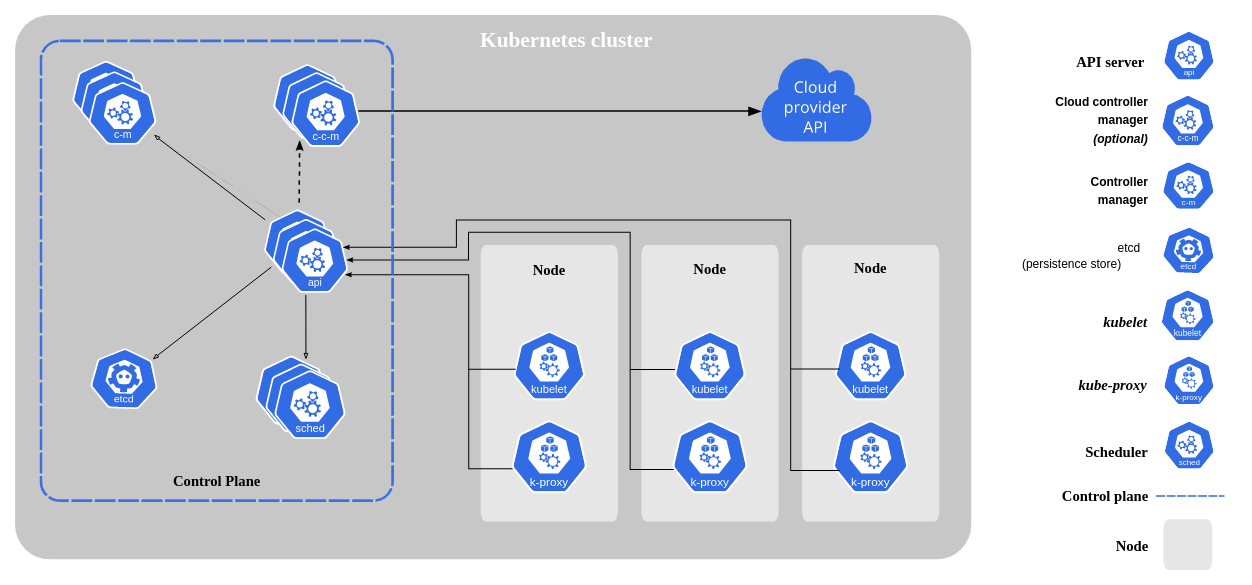 Kubernetes cluster
c-m
c-c-m
Cloud
provider
API
api
etcd
sched
Control Plane
Node
kubelet
k-proxy
Node
kubelet
k-proxy
Node
kubelet
k-proxy
API server
api
Cloud controller
manager
(optional)
c-c-m
Controller
manager
c-m
etcd
(persistence store)
etcd
kubelet
kubelet
kube-proxy
k-proxy
Scheduler
sched
Control plane
Node